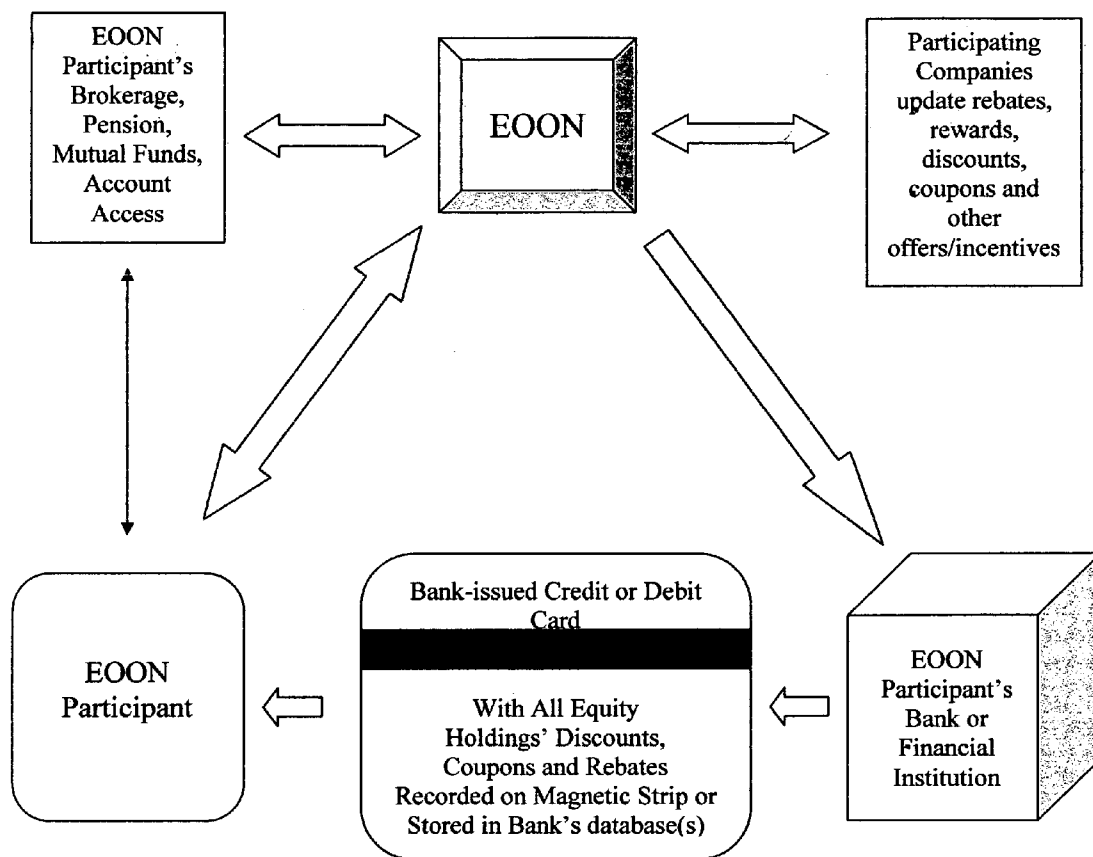 EOON
Participant's
Brokerage,
Pension,
Mutual Funds,
Account
Access
EOON
Participating
Companies
update rebates,
rewards,
discounts,
coupons and
other
offers/incentives
EOON
Participant
Bank-issued Credit or Debit
Card
With All Equity
Holdings' Discounts,
Coupons and Rebates
Recorded on Magnetic Strip or
Stored in Bank's database(s)
EOON
Participant's
Bank or
Financial
Institution